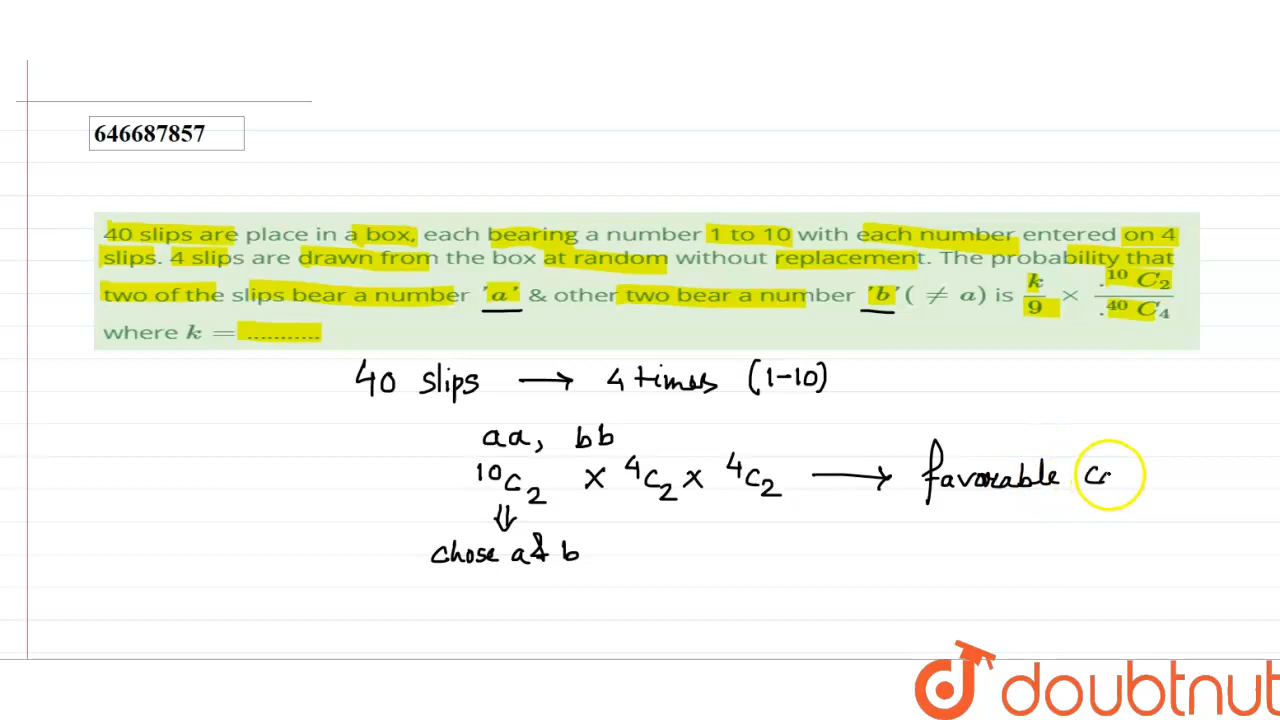 646687857
40 slips are place in a box, each bearing a number 1 to 10 with each number entered on 4
slips. 4 slips are drawn from the box at random without replacement. The probability that
two of the slips bear a number 'a' & other two bear a number 'b' ( ≠ a) is k/9 × .¹⁰C₂/.⁴⁰C₄
where k = ............
40 slips → 4 times (1-10)
aa, bb
¹⁰C₂ × ⁴C₂ × ⁴C₂ → favorable Ca
⇓
chose a & b
doubtnut